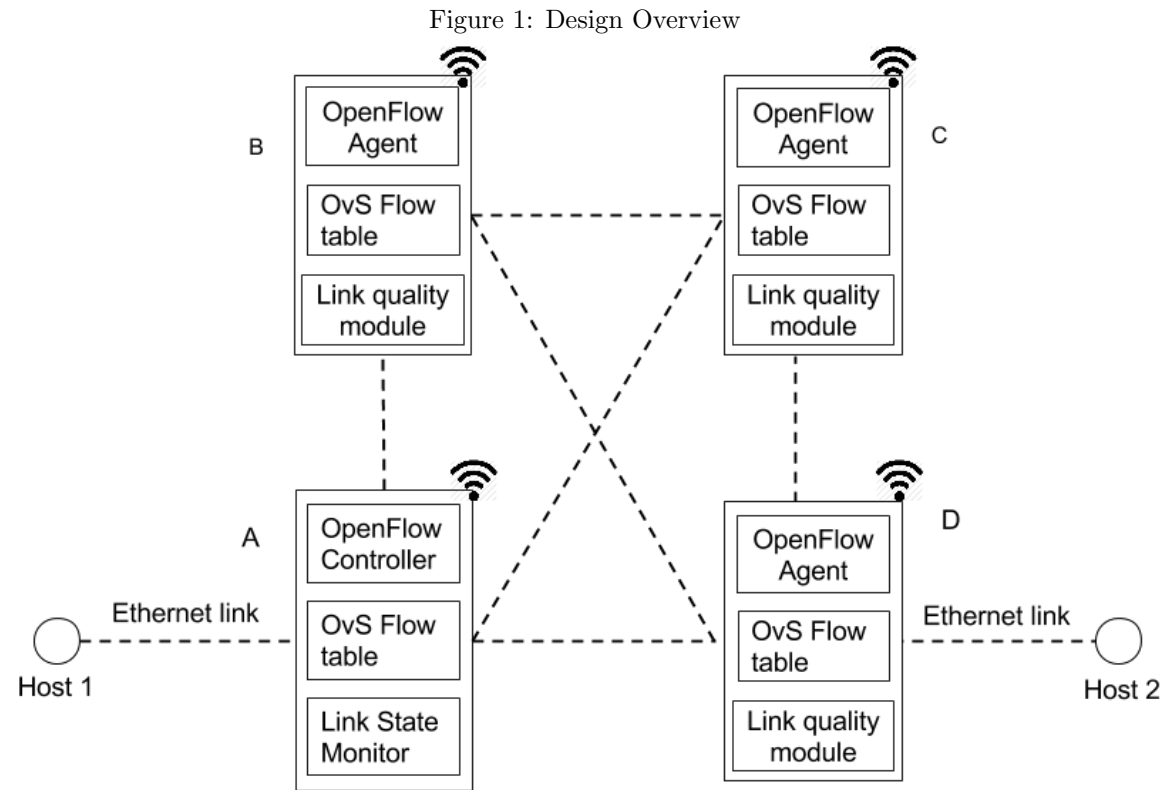 Figure 1: Design Overview
B
OpenFlow
Agent
OvS Flow
table
Link quality
module
C
OpenFlow
Agent
OvS Flow
table
Link quality
module
A
OpenFlow
Controller
OvS Flow
table
Link State
Monitor
D
OpenFlow
Agent
OvS Flow
table
Link quality
module
Ethernet link
Host 1
Ethernet link
Host 2